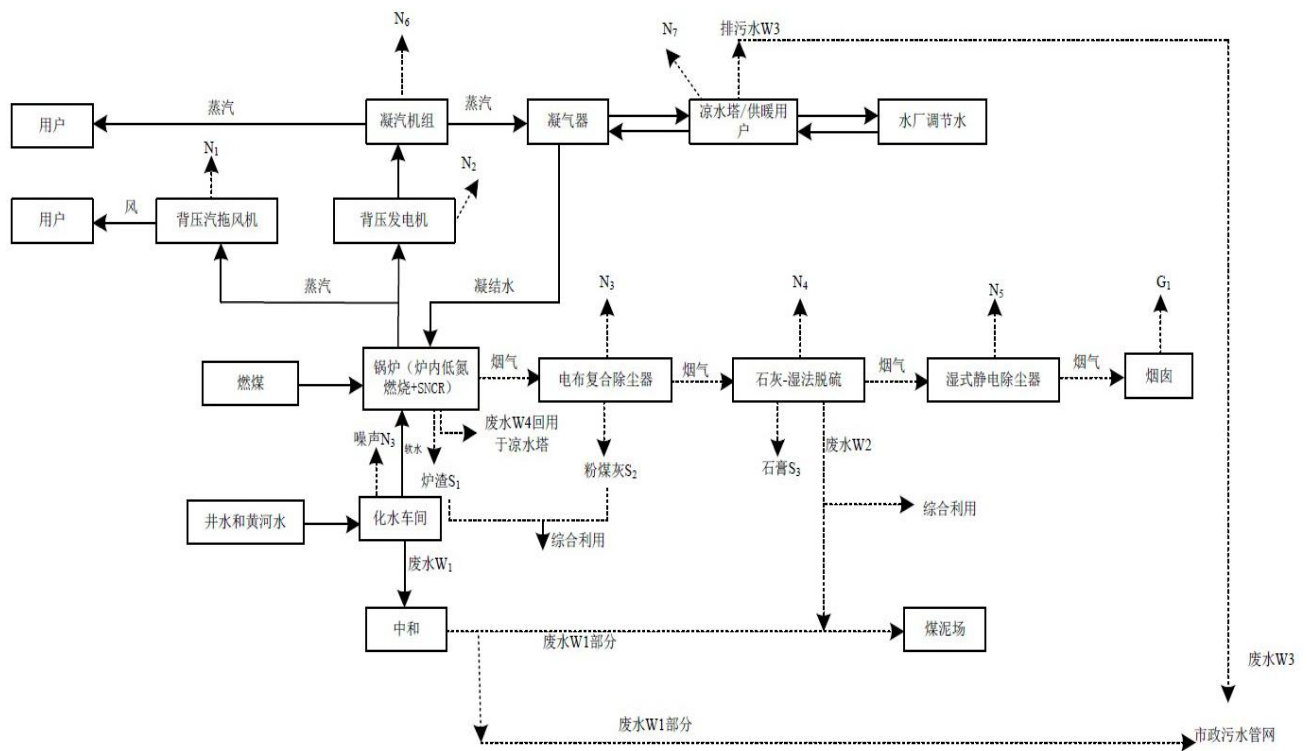 N6
N7
排污水W3
蒸汽
蒸汽
用户
凝汽机组
凝气器
凉水塔/供暖用
户
水厂调节水
N1
N2
用户
风
背压汽拖风机
背压发电机
蒸汽
凝结水
N3
N4
N5
G1
燃煤
锅炉（炉内低氮
燃烧+SNCR）
烟气
电布复合除尘器
烟气
石灰-湿法脱硫
烟气
湿式静电除尘器
烟气
烟囱
噪声N3
软水
废水W4回用
于凉水塔
炉渣S1
粉煤灰S2
石膏S3
废水W2
井水和黄河水
化水车间
综合利用
综合利用
废水W1
中和
废水W1部分
煤泥场
废水W3
废水W1部分
市政污水管网